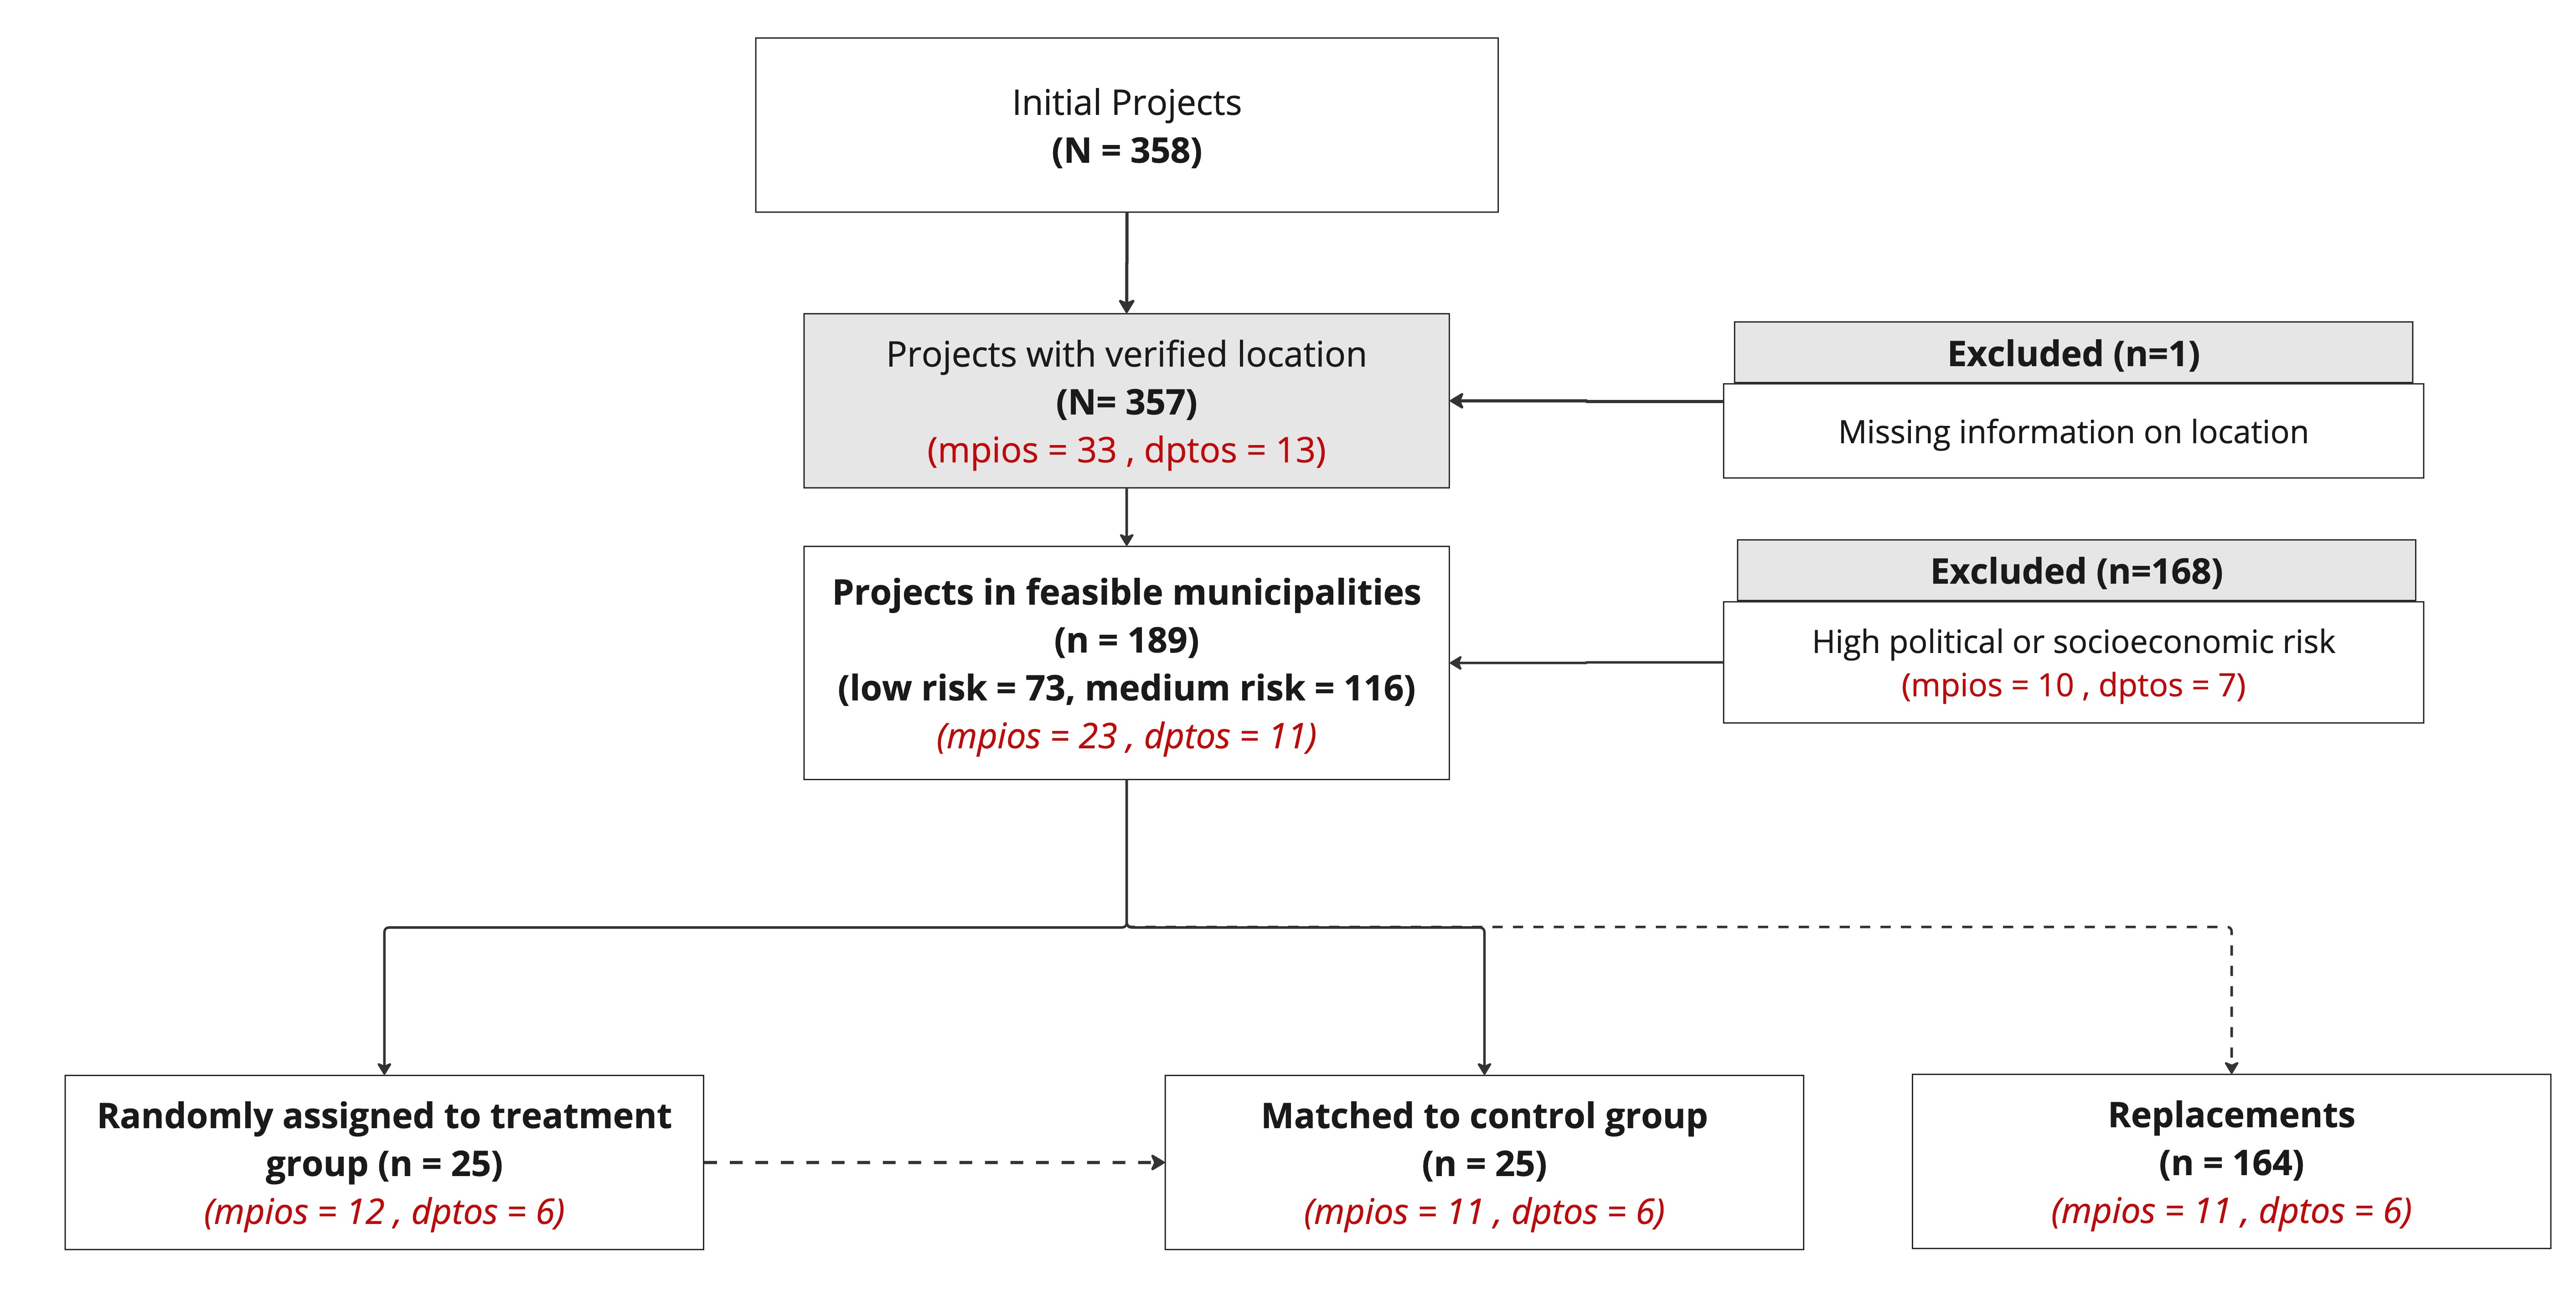 Initial Projects
(N = 358)
Projects with verified location
(N= 357)
(mpios = 33 , dptos = 13)
Excluded (n=1)
Missing information on location
Projects in feasible municipalities
(n = 189)
(low risk = 73, medium risk = 116)
(mpios = 23 , dptos = 11)
Excluded (n=168)
High political or socioeconomic risk
(mpios = 10 , dptos = 7)
Randomly assigned to treatment
group (n = 25)
(mpios = 12 , dptos = 6)
Matched to control group
(n = 25)
(mpios = 11 , dptos = 6)
Replacements
(n = 164)
(mpios = 11 , dptos = 6)